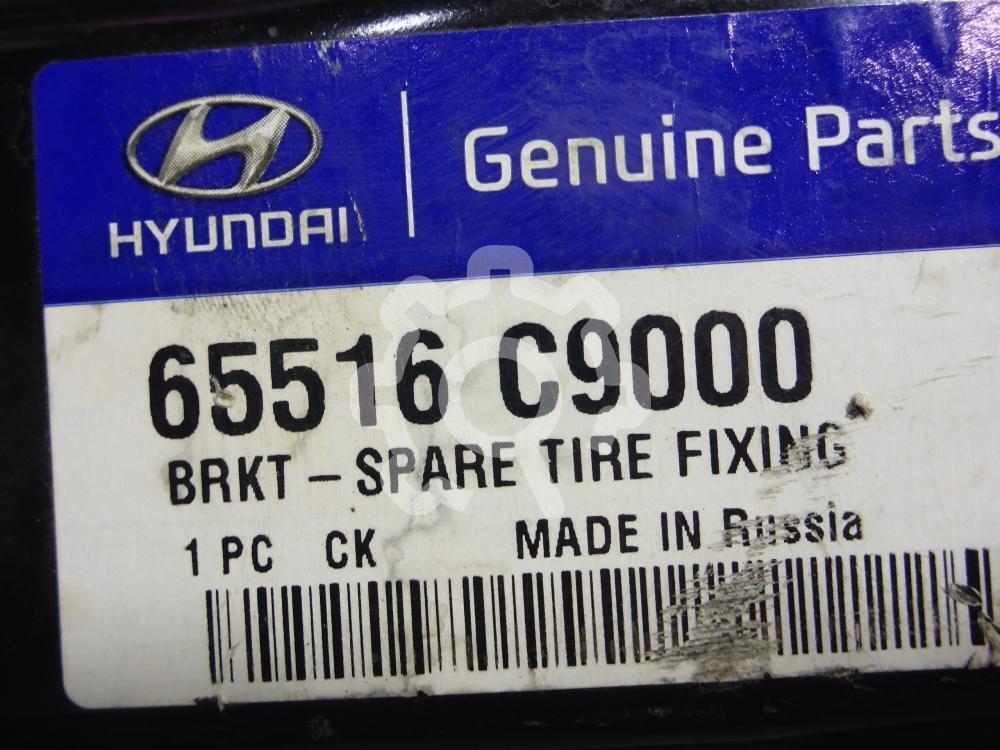 HYUNDAI
Genuine Parts
65516 C9000
BRKT - SPARE TIRE FIXING
1 PC CK MADE IN Russia